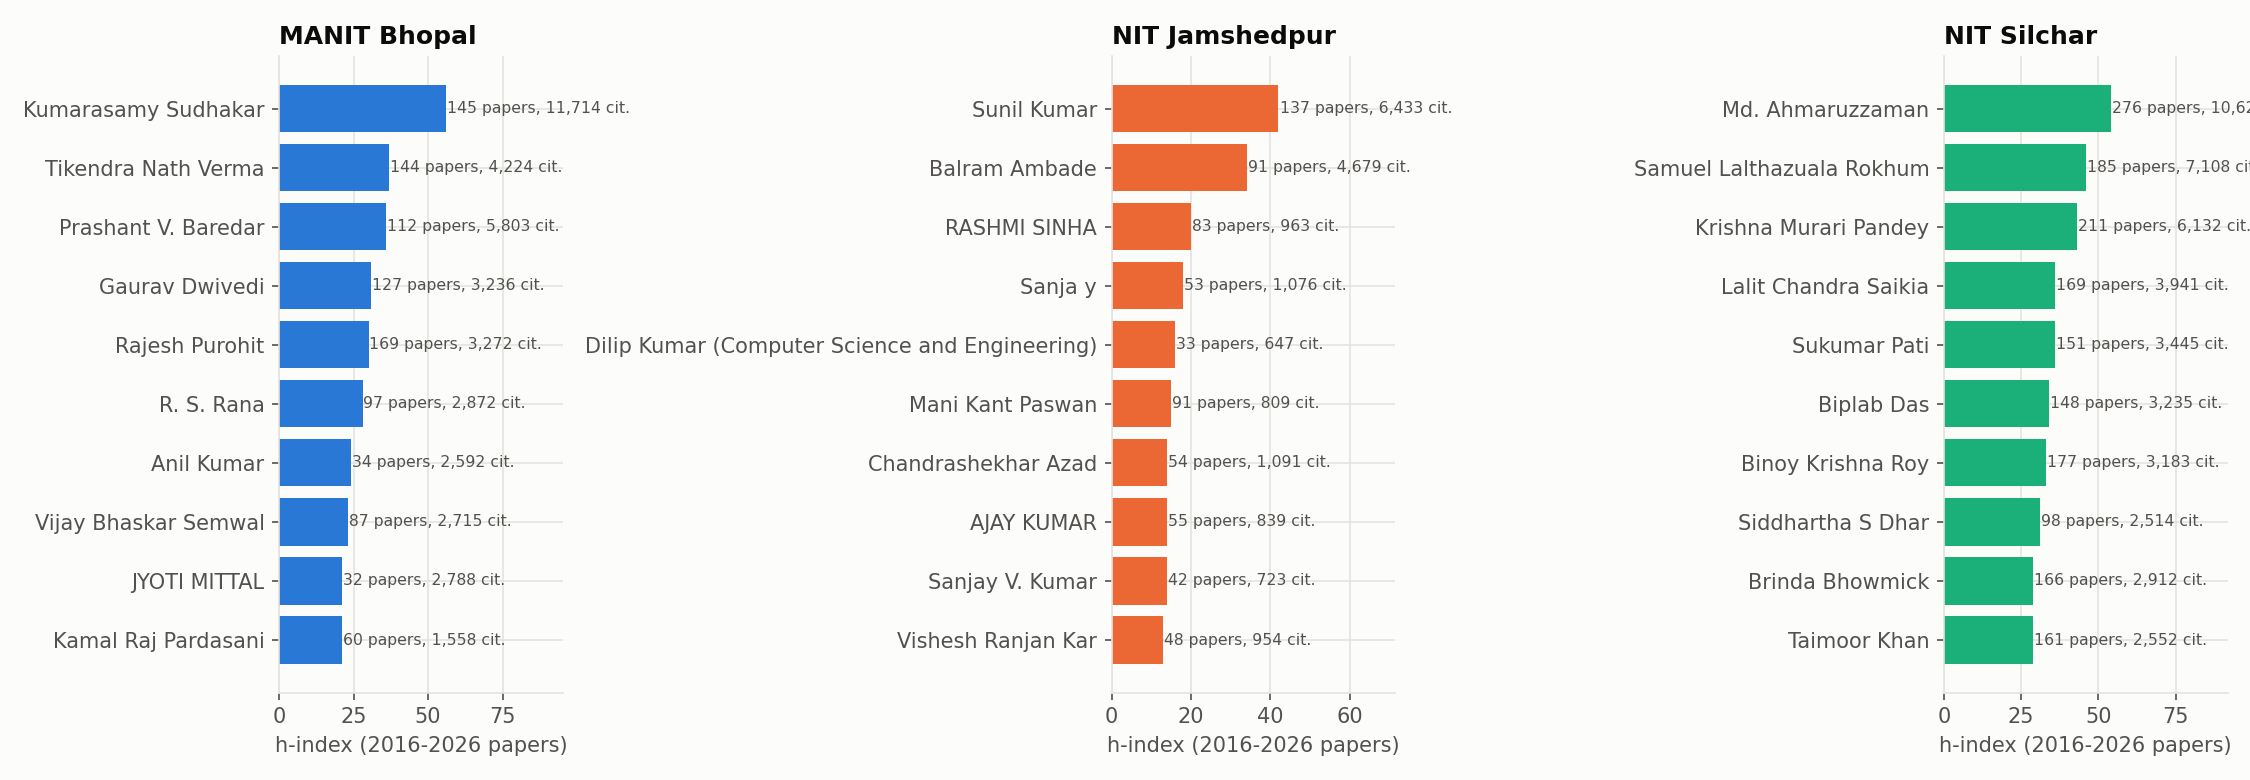 MANIT Bhopal
Kumarasamy Sudhakar 145 papers, 11,714 cit.
Tikendra Nath Verma 144 papers, 4,224 cit.
Prashant V. Baredar 112 papers, 5,803 cit.
Gaurav Dwivedi 127 papers, 3,236 cit.
Rajesh Purohit 169 papers, 3,272 cit.
R. S. Rana 97 papers, 2,872 cit.
Anil Kumar 34 papers, 2,592 cit.
Vijay Bhaskar Semwal 87 papers, 2,715 cit.
JYOTI MITTAL 32 papers, 2,788 cit.
Kamal Raj Pardasani 60 papers, 1,558 cit.
0 25 50 75
h-index (2016-2026 papers)
NIT Jamshedpur
Sunil Kumar 137 papers, 6,433 cit.
Balram Ambade 91 papers, 4,679 cit.
RASHMI SINHA 83 papers, 963 cit.
Sanja y 53 papers, 1,076 cit.
Dilip Kumar (Computer Science and Engineering) 33 papers, 647 cit.
Mani Kant Paswan 91 papers, 809 cit.
Chandrashekhar Azad 54 papers, 1,091 cit.
AJAY KUMAR 55 papers, 839 cit.
Sanjay V. Kumar 42 papers, 723 cit.
Vishesh Ranjan Kar 48 papers, 954 cit.
0 20 40 60
h-index (2016-2026 papers)
NIT Silchar
Md. Ahmaruzzaman 276 papers, 10,62
Samuel Lalthazuala Rokhum 185 papers, 7,108 cit
Krishna Murari Pandey 211 papers, 6,132 cit.
Lalit Chandra Saikia 169 papers, 3,941 cit.
Sukumar Pati 151 papers, 3,445 cit.
Biplab Das 148 papers, 3,235 cit.
Binoy Krishna Roy 177 papers, 3,183 cit.
Siddhartha S Dhar 98 papers, 2,514 cit.
Brinda Bhowmick 166 papers, 2,912 cit.
Taimoor Khan 161 papers, 2,552 cit.
0 25 50 75
h-index (2016-2026 papers)